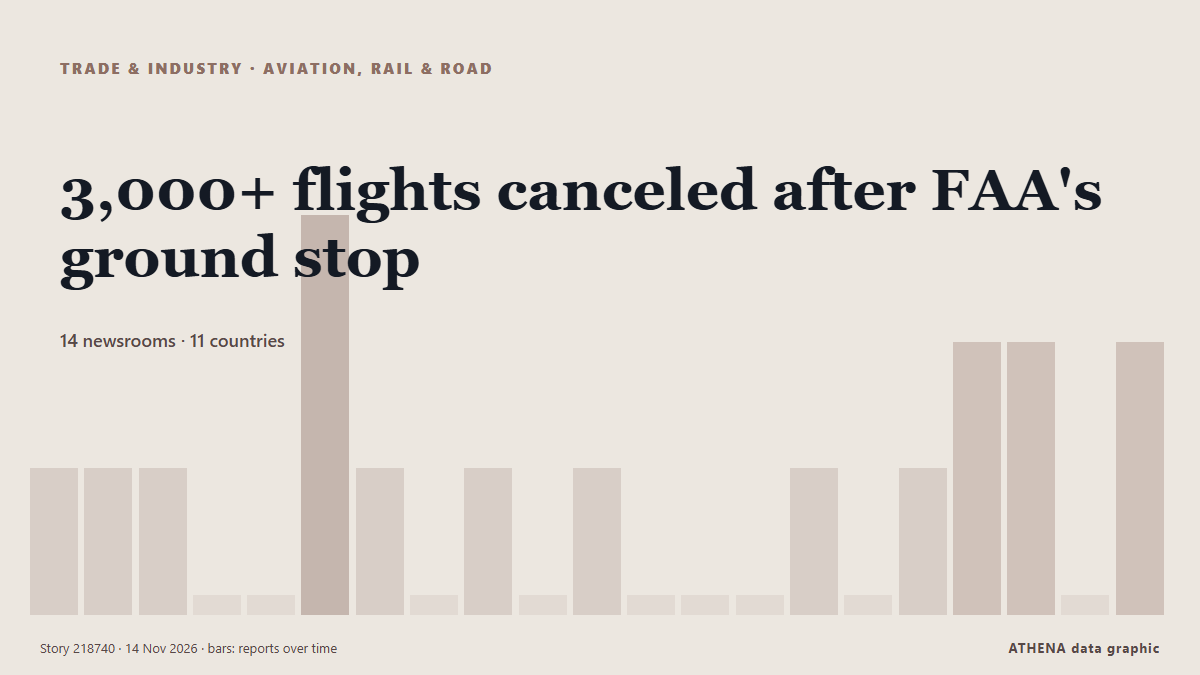 TRADE & INDUSTRY · AVIATION, RAIL & ROAD
3,000+ flights canceled after FAA's
ground stop
14 newsrooms · 11 countries
Story 218740 · 14 Nov 2026 · bars: reports over time
ATHENA data graphic